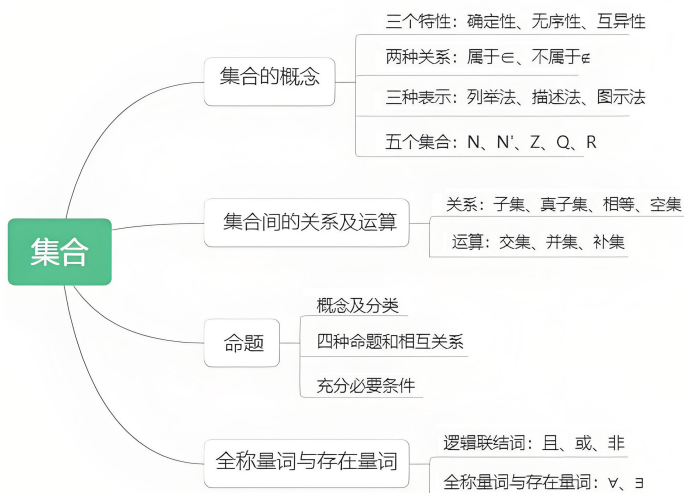 集合
集合的概念
三个特性：确定性、无序性、互异性
两种关系：属于∈、不属于∉
三种表示：列举法、描述法、图示法
五个集合：N、N'、Z、Q、R
集合间的关系及运算
关系：子集、真子集、相等、空集
运算：交集、并集、补集
命题
概念及分类
四种命题和相互关系
充分必要条件
全称量词与存在量词
逻辑联结词：且、或、非
全称量词与存在量词：∀、∃